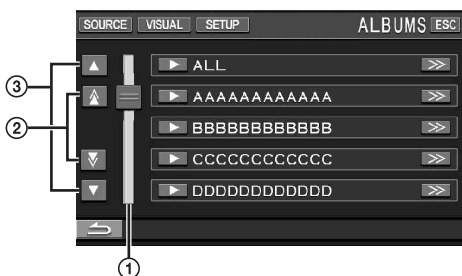 SOURCE VISUAL SETUP ALBUMS ESC
ALL
③ AAAAAAAAAAAA
② BBBBBBBBBBBB
CCCCCCCCCCCC
DDDDDDDDDDDD
①